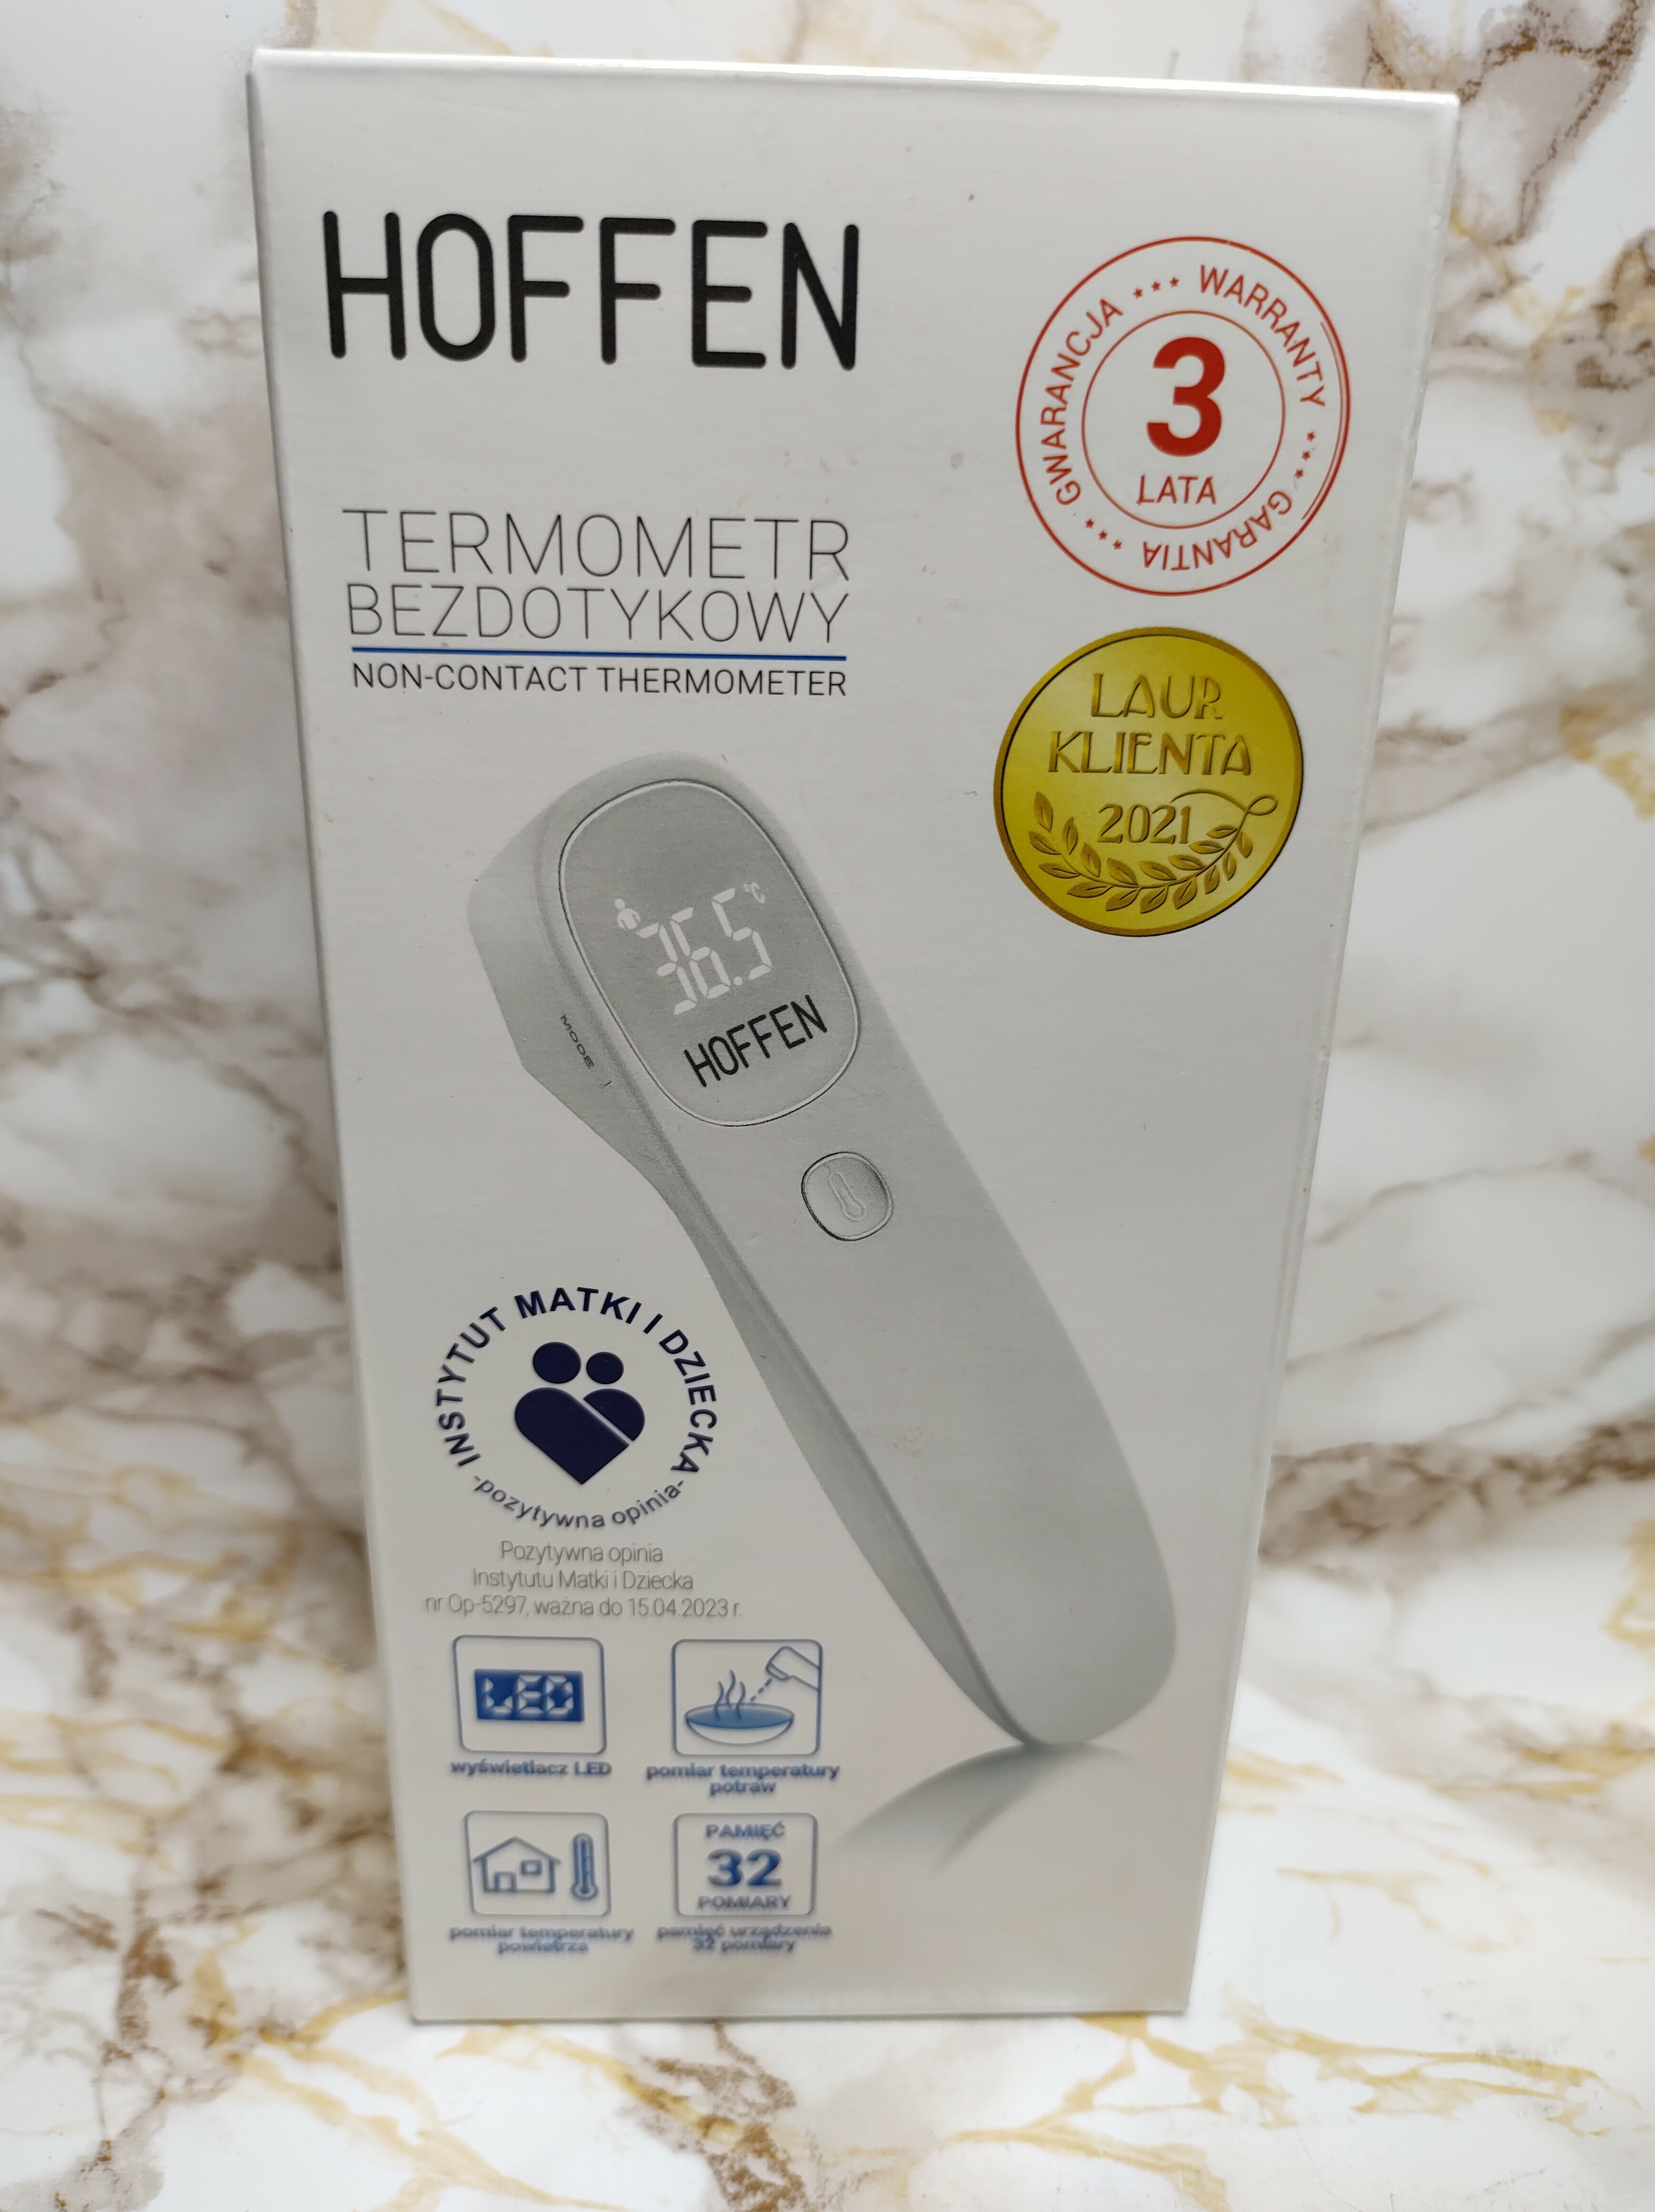 HOFFEN
GWARANCJA *** WARRANTY *** GARANTIA ***
3
LATA
TERMOMETR
BEZDOTYKOWY
NON-CONTACT THERMOMETER
LAUR
KLIENTA
2021
36.5 °C
HOFFEN
MODE
INSTYTUT MATKI I DZIECKA
-pozytywna opinia-
Pozytywna opinia
Instytutu Matki i Dziecka
nr Op-5297, ważna do 15.04.2023 r.
LED
wyświetlacz LED
pomiar temperatury
potraw
pomiar temperatury
powietrza
PAMIĘĆ
32
POMIARY
pamięć urządzenia
32 pomiary